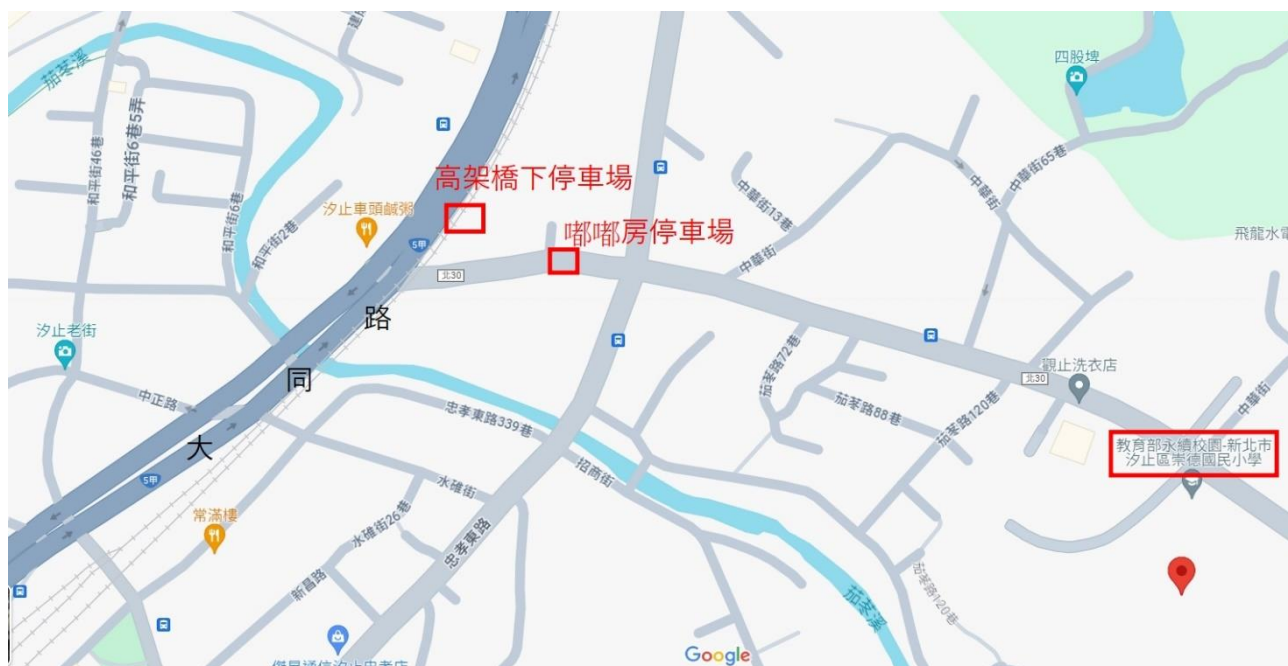 四股埤
茄苳溪
和平街46巷
和平街6巷5弄
和平街6巷
和平街2巷
汐止車頭鹹粥
高架橋下停車場
嘟嘟房停車場
5甲
北30
中華街13巷
中華街
中華街
中華街65巷
飛龍水電
汐止老街
路
同
大
中正路
忠孝東路339巷
招商街
水碓街
水碓街26巷
新昌路
忠孝東路
茄苳路72巷
茄苳路88巷
茄苳路120巷
北30
觀止洗衣店
中華街
教育部永續校園-新北市
汐止區崇德國民小學
5甲
常滿樓
茄苳路120巷
茄苳溪
Google